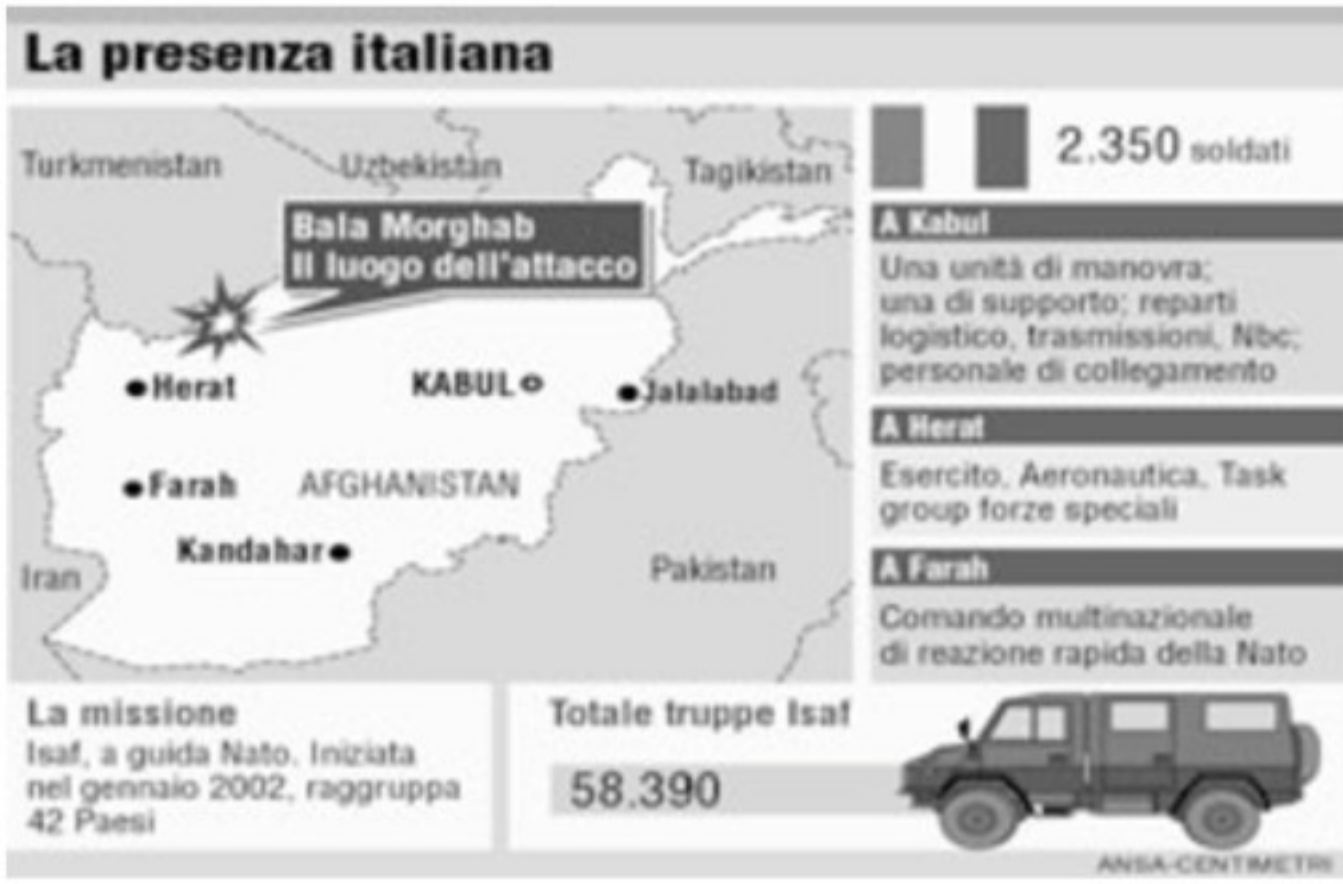 La presenza italiana
Turkmenistan
Uzbekistan
Tagikistan
Bala Morghab
Il luogo dell'attacco
Herat
KABUL
Jalalabad
Farah
AFGHANISTAN
Kandahar
Iran
Pakistan
2.350 soldati
A Kabul
Una unità di manovra;
una di supporto; reparti
logistico, trasmissioni, Nbc;
personale di collegamento
A Herat
Esercito, Aeronautica, Task
group forze speciali
A Farah
Comando multinazionale
di reazione rapida della Nato
La missione
Isaf, a guida Nato. Iniziata
nel gennaio 2002, raggruppa
42 Paesi
Totale truppe Isaf
58.390
ANSA-CENTIMETRI